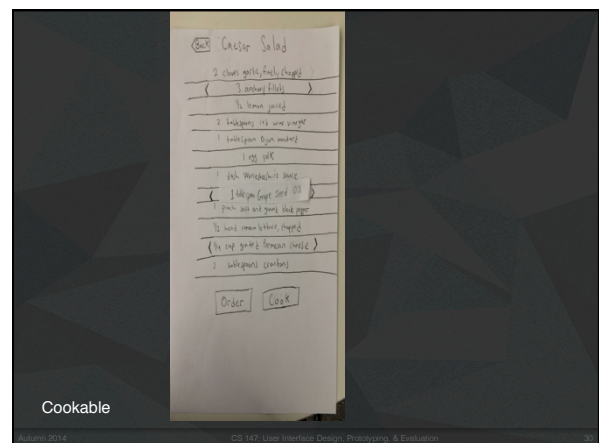 Back Caesar Salad
2 cloves garlic, finely chopped
< 3 anchovy fillets >
½ lemon juiced
2 tablespoons red wine vinegar
1 tablespoon Dijon mustard
1 egg yolk
1 dash Worcestershire sauce
< 1 tablespoon Grape Seed Oil >
1 pinch salt and ground black pepper
½ head romaine lettuce, chopped
< ¼ cup grated Parmesan cheese >
2 tablespoons croutons
Order Cook
Cookable
Autumn 2014 CS 147: User Interface Design, Prototyping, & Evaluation 30